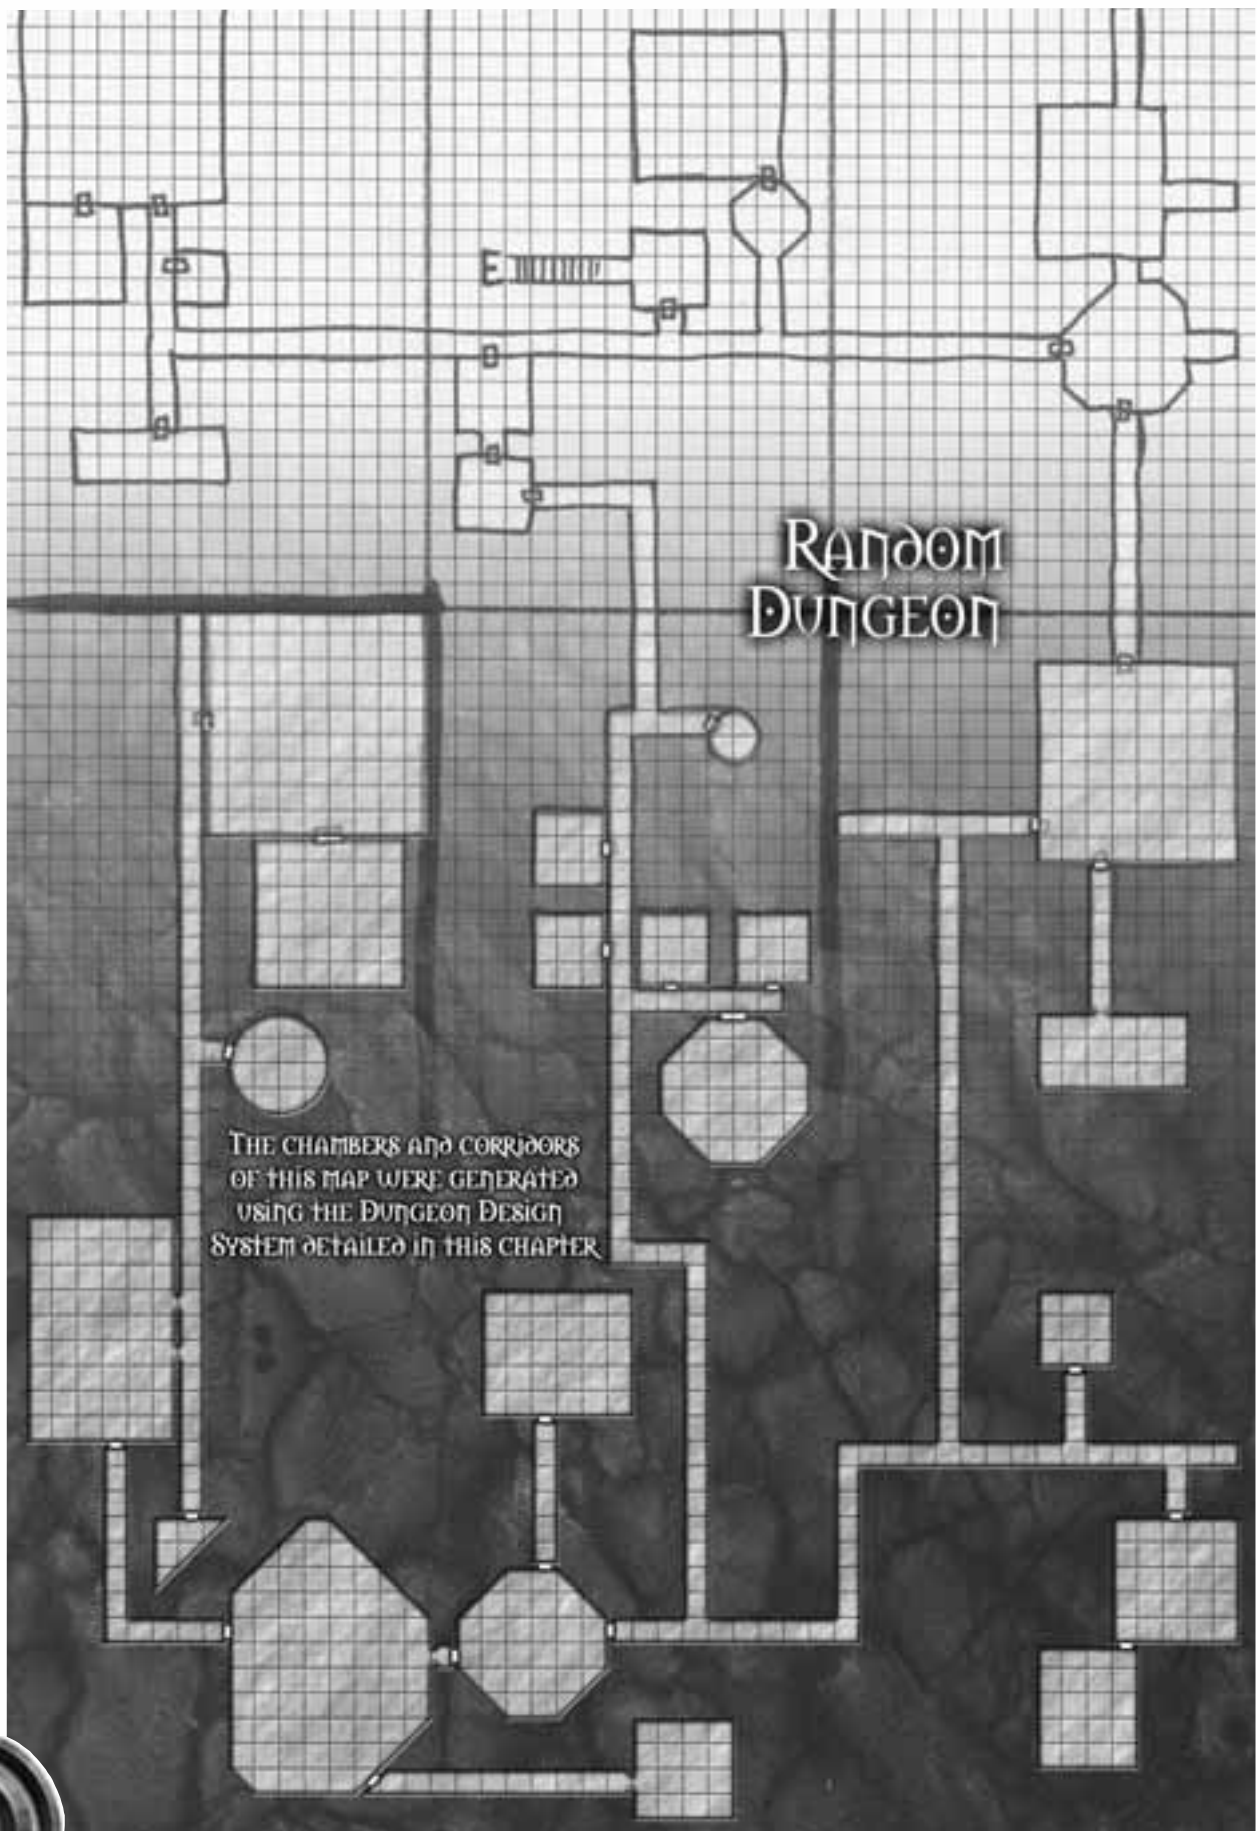 Random
Dungeon
The chambers and corridors
of this map were generated
using the Dungeon Design
System detailed in this chapter